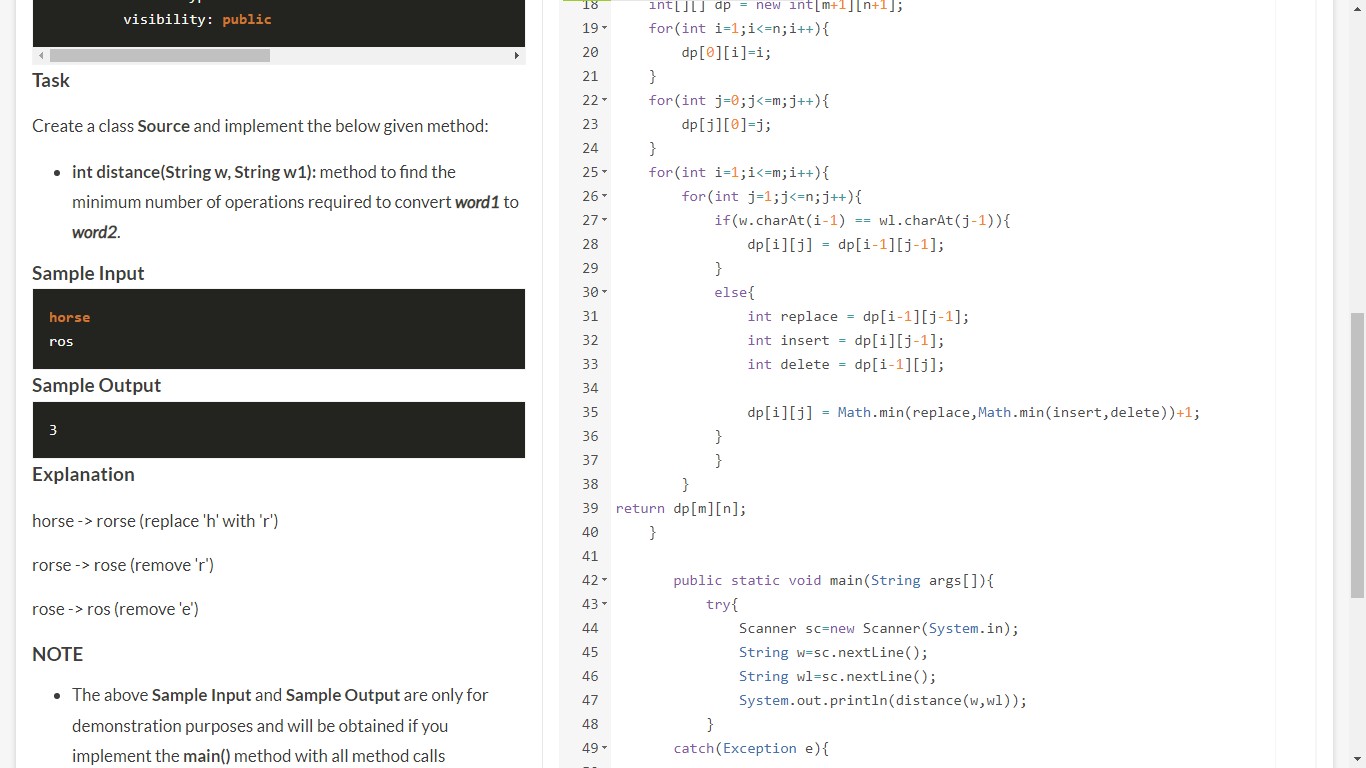 visibility: public
Task
Create a class Source and implement the below given method:
• int distance(String w, String w1): method to find the
minimum number of operations required to convert word1 to
word2.
Sample Input
horse
ros
Sample Output
3
Explanation
horse -> rorse (replace 'h' with 'r')
rorse -> rose (remove 'r')
rose -> ros (remove 'e')
NOTE
• The above Sample Input and Sample Output are only for
demonstration purposes and will be obtained if you
implement the main() method with all method calls
18 int[][] dp = new int[m+1][n+1];
19 for(int i=1;i<=n;i++){
20 dp[0][i]=i;
21 }
22 for(int j=0;j<=m;j++){
23 dp[j][0]=j;
24 }
25 for(int i=1;i<=m;i++){
26 for(int j=1;j<=n;j++){
27 if(w.charAt(i-1) == wl.charAt(j-1)){
28 dp[i][j] = dp[i-1][j-1];
29 }
30 else{
31 int replace = dp[i-1][j-1];
32 int insert = dp[i][j-1];
33 int delete = dp[i-1][j];
34
35 dp[i][j] = Math.min(replace,Math.min(insert,delete))+1;
36 }
37 }
38 }
39 return dp[m][n];
40 }
41
42 public static void main(String args[]){
43 try{
44 Scanner sc=new Scanner(System.in);
45 String w=sc.nextLine();
46 String wl=sc.nextLine();
47 System.out.println(distance(w,wl));
48 }
49 catch(Exception e){